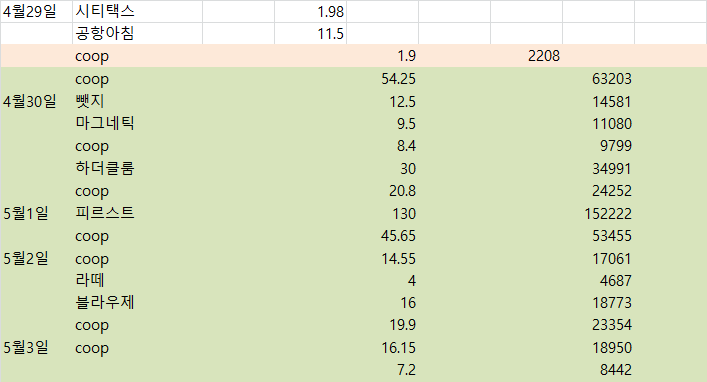 4월29일 시티택스 1.98
공항아침 11.5
coop 1.9 2208
coop 54.25 63203
4월30일 뺏지 12.5 14581
마그네틱 9.5 11080
coop 8.4 9799
하더클룸 30 34991
coop 20.8 24252
5월1일 피르스트 130 152222
coop 45.65 53455
5월2일 coop 14.55 17061
라떼 4 4687
블라우제 16 18773
coop 19.9 23354
5월3일 coop 16.15 18950
7.2 8442